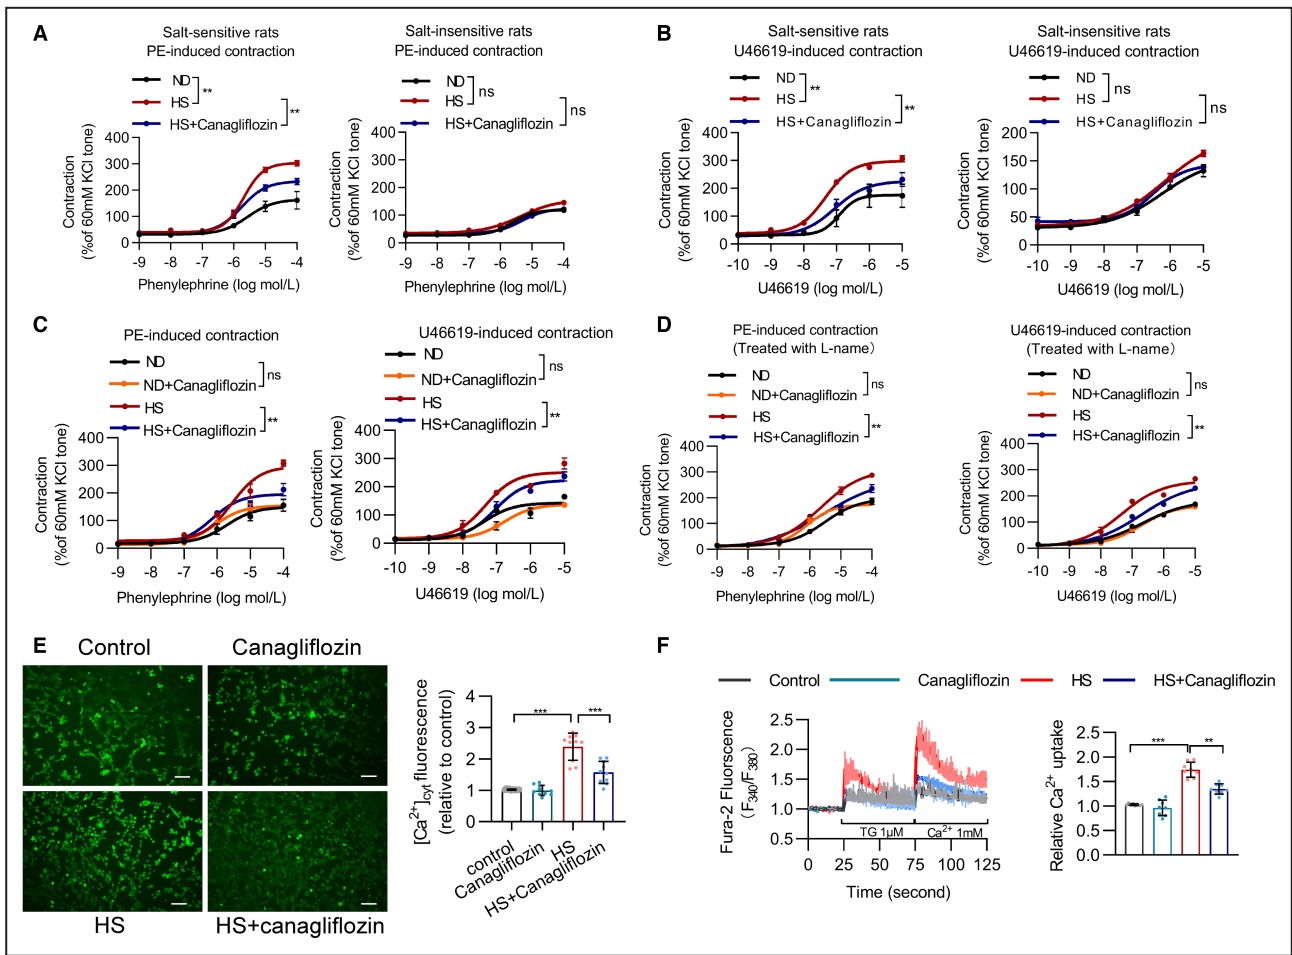 A
Salt-sensitive rats
PE-induced contraction
ND
HS
HS+Canagliflozin
**
**
Contraction
(%of 60mM KCl tone)
400
300
200
100
0
-9 -8 -7 -6 -5 -4
Phenylephrine (log mol/L)
Salt-insensitive rats
PE-induced contraction
ND
HS
HS+Canagliflozin
ns
ns
Contraction
(%of 60mM KCl tone)
400
300
200
100
0
-9 -8 -7 -6 -5 -4
Phenylephrine (log mol/L)
B
Salt-sensitive rats
U46619-induced contraction
ND
HS
HS+Canagliflozin
**
**
Contraction
(%of 60mM KCl tone)
400
300
200
100
0
-10 -9 -8 -7 -6 -5
U46619 (log mol/L)
Salt-insensitive rats
U46619-induced contraction
ND
HS
HS+Canagliflozin
ns
ns
Contraction
(%of 60mM KCl tone)
200
150
100
50
0
-10 -9 -8 -7 -6 -5
U46619 (log mol/L)
C
PE-induced contraction
ND
ND+Canagliflozin
HS
HS+Canagliflozin
ns
**
Contraction
(%of 60mM KCl tone)
400
300
200
100
0
-9 -8 -7 -6 -5 -4
Phenylephrine (log mol/L)
U46619-induced contraction
ND
ND+Canagliflozin
HS
HS+Canagliflozin
ns
**
Contraction
(%of 60mM KCl tone)
400
300
200
100
0
-10 -9 -8 -7 -6 -5
U46619 (log mol/L)
D
PE-induced contraction
(Treated with L-name)
ND
ND+Canagliflozin
HS
HS+Canagliflozin
ns
**
Contraction
(%of 60mM KCl tone)
400
300
200
100
0
-9 -8 -7 -6 -5 -4
Phenylephrine (log mol/L)
U46619-induced contraction
(Treated with L-name)
ND
ND+Canagliflozin
HS
HS+Canagliflozin
ns
**
Contraction
(%of 60mM KCl tone)
400
300
200
100
0
-10 -9 -8 -7 -6 -5
U46619 (log mol/L)
E
Control
Canagliflozin
HS
HS+canagliflozin
[Ca2+]cyt fluorescence
(relative to control)
4
3
2
1
0
***
***
control
Canagliflozin
HS
HS+Canagliflozin
F
Control
Canagliflozin
HS
HS+Canagliflozin
Fura-2 Fluorescence
(F340/F380)
2.5
2.0
1.5
1.0
0.5
TG 1μM
Ca2+ 1mM
0 25 50 75 100 125
Time (second)
Relative Ca2+ uptake
2.5
2.0
1.5
1.0
0.5
0.0
***
**